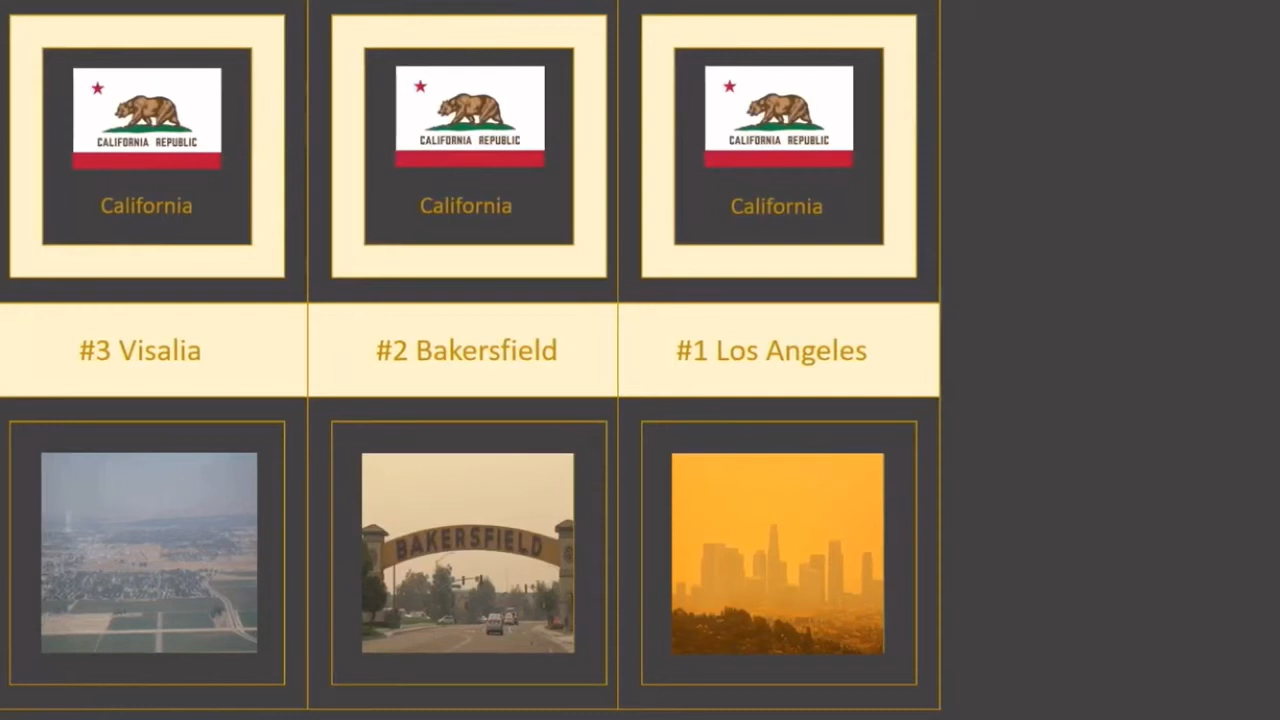 CALIFORNIA REPUBLIC
California
CALIFORNIA REPUBLIC
California
CALIFORNIA REPUBLIC
California
#3 Visalia
#2 Bakersfield
#1 Los Angeles
BAKERSFIELD